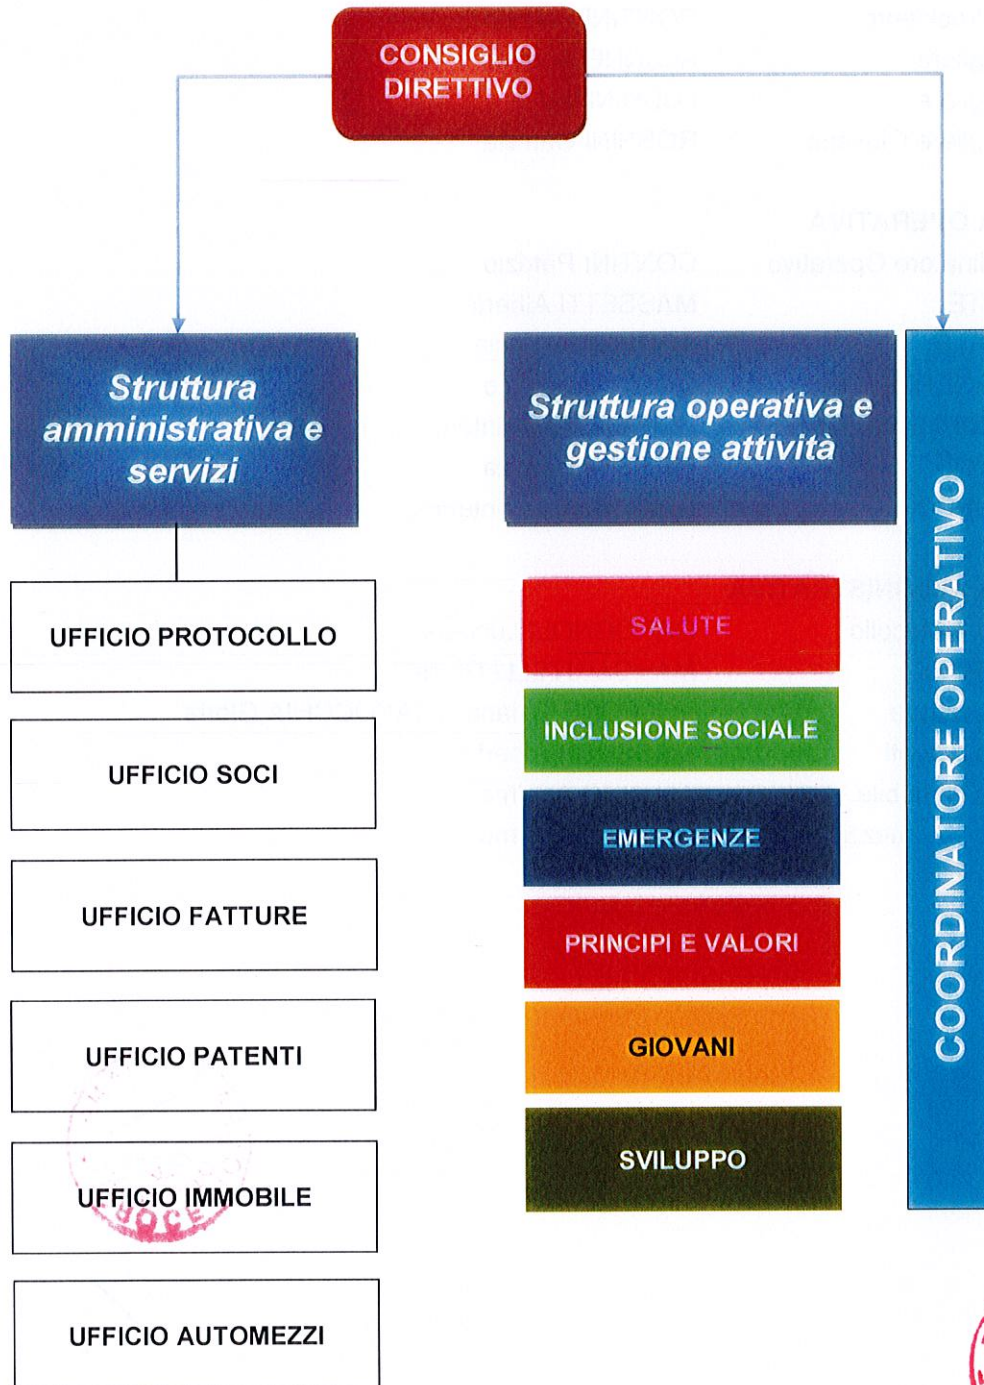 CONSIGLIO
DIRETTIVO
Struttura
amministrativa e
servizi
Struttura operativa e
gestione attività
COORDINATORE OPERATIVO
UFFICIO PROTOCOLLO
UFFICIO SOCI
UFFICIO FATTURE
UFFICIO PATENTI
UFFICIO IMMOBILE
UFFICIO AUTOMEZZI
SALUTE
INCLUSIONE SOCIALE
EMERGENZE
PRINCIPI E VALORI
GIOVANI
SVILUPPO